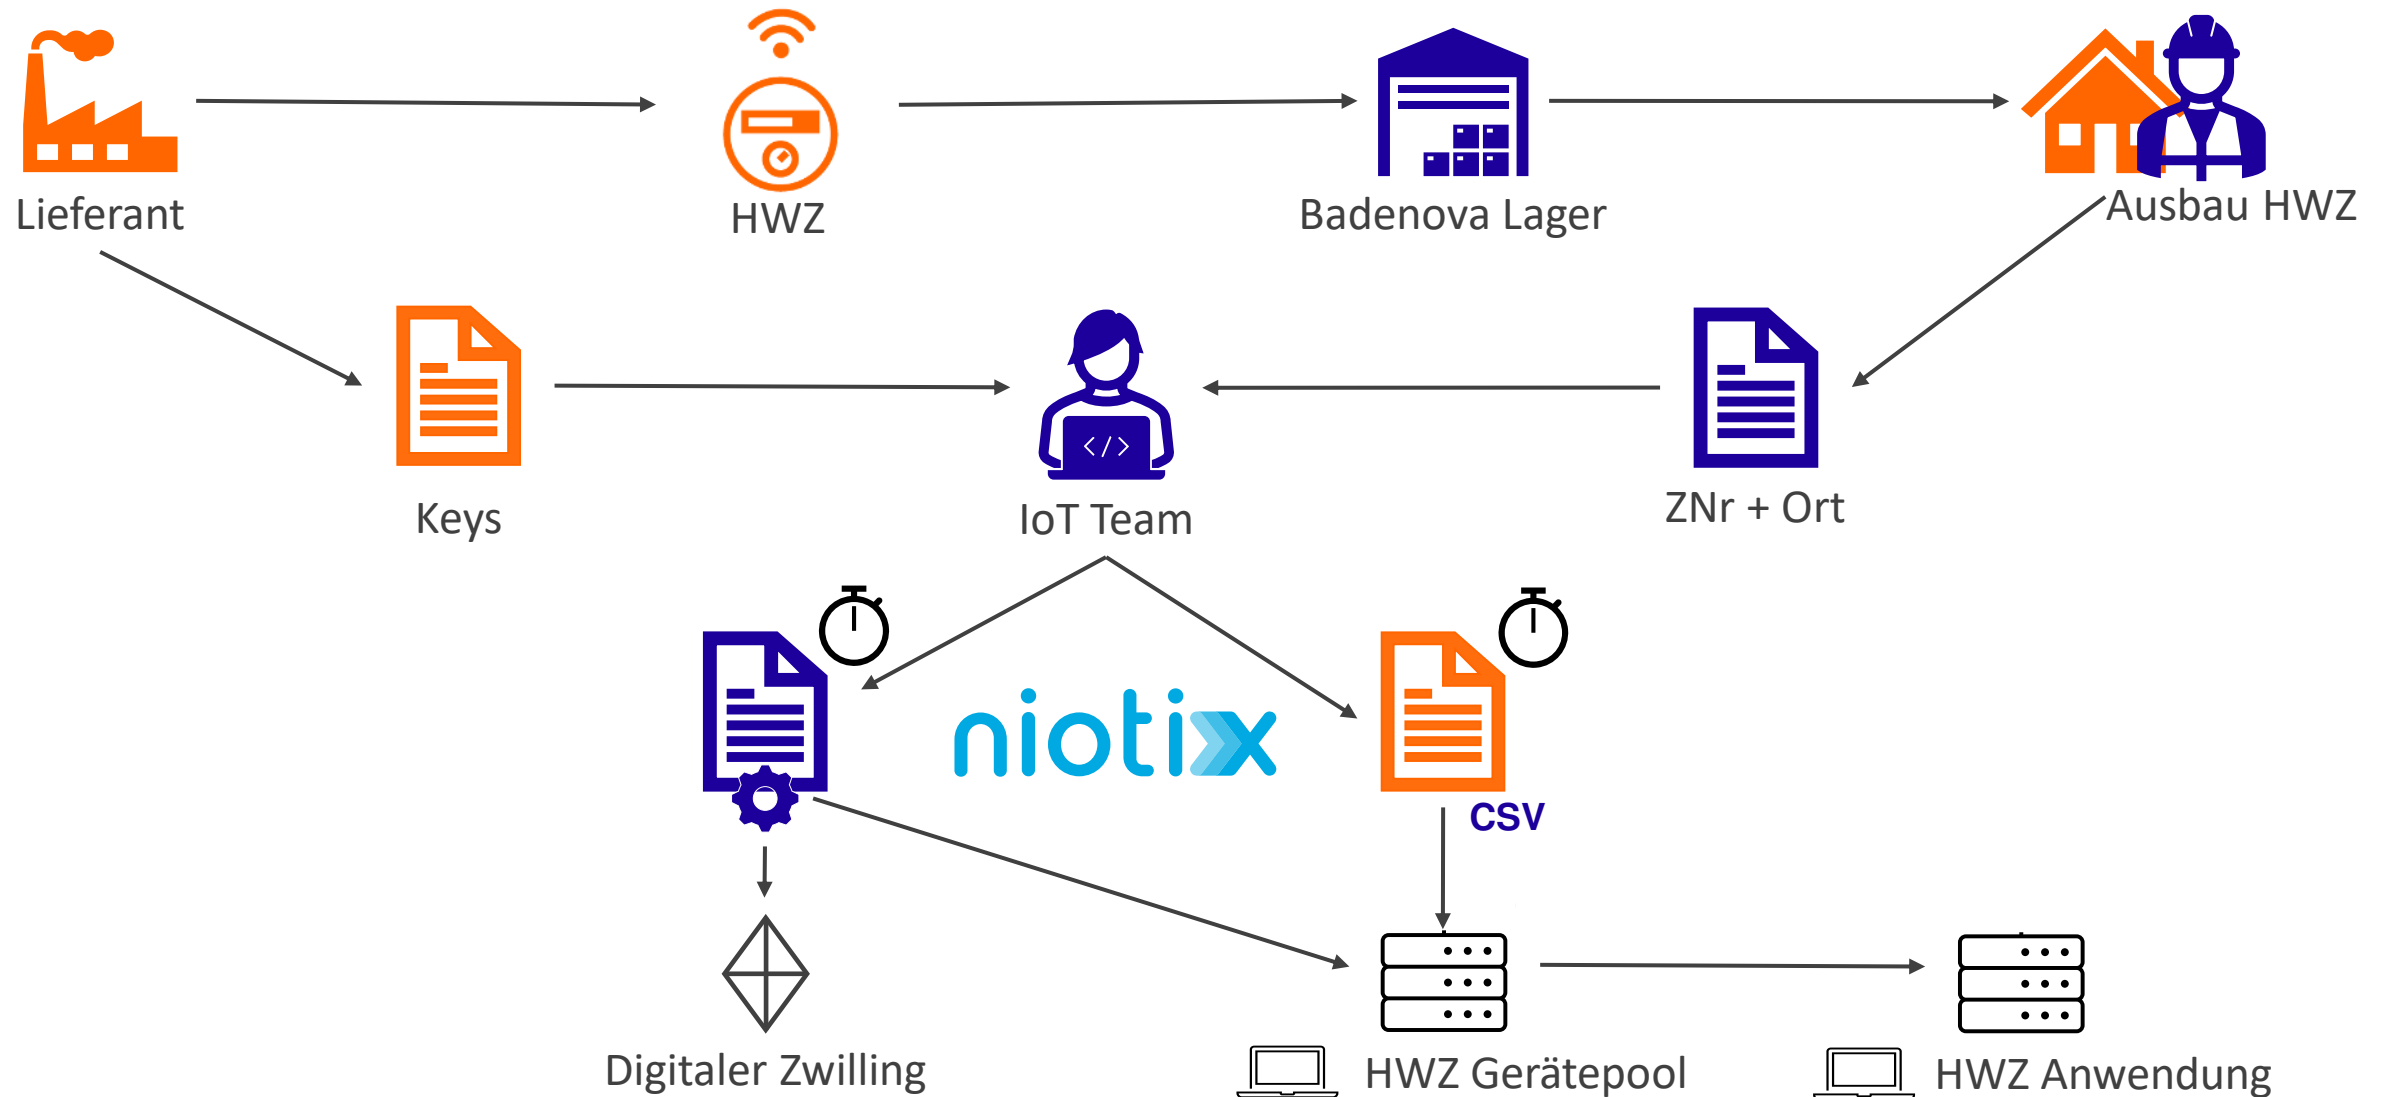 Lieferant
HWZ
Badenova Lager
Ausbau HWZ
Keys
</>
IoT Team
ZNr + Ort
niotix
CSV
Digitaler Zwilling
HWZ Gerätepool
HWZ Anwendung